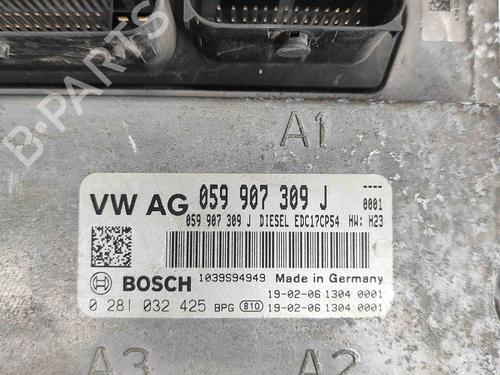 B-PARTS
A1
VW AG 059 907 309 J
----
0001
059 907 309 J DIESEL EDC17CP54 HW: H23
BOSCH 1039S94949 Made in Germany
19-02-06 1304 0001
0 281 032 425 BPG 810 19-02-06 1304 0001
A3 A2